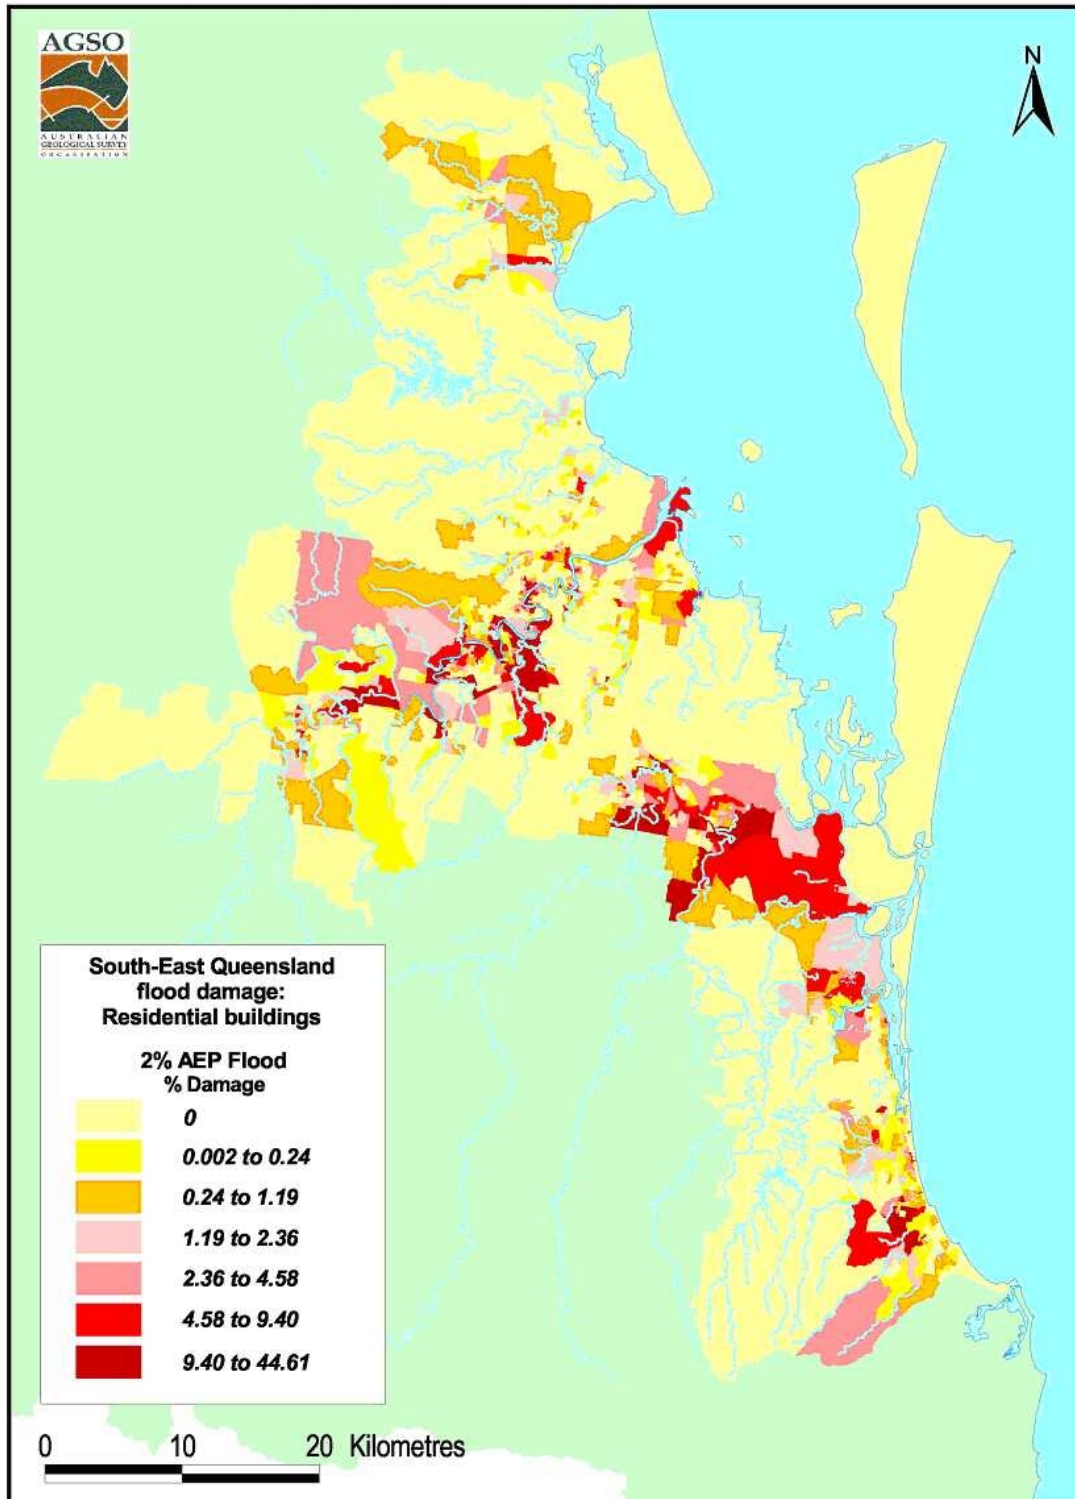 AGSO
AUSTRALIAN
GEOLOGICAL SURVEY
ORGANISATION
N
South-East Queensland
flood damage:
Residential buildings
2% AEP Flood
% Damage
0
0.002 to 0.24
0.24 to 1.19
1.19 to 2.36
2.36 to 4.58
4.58 to 9.40
9.40 to 44.61
0 10 20 Kilometres